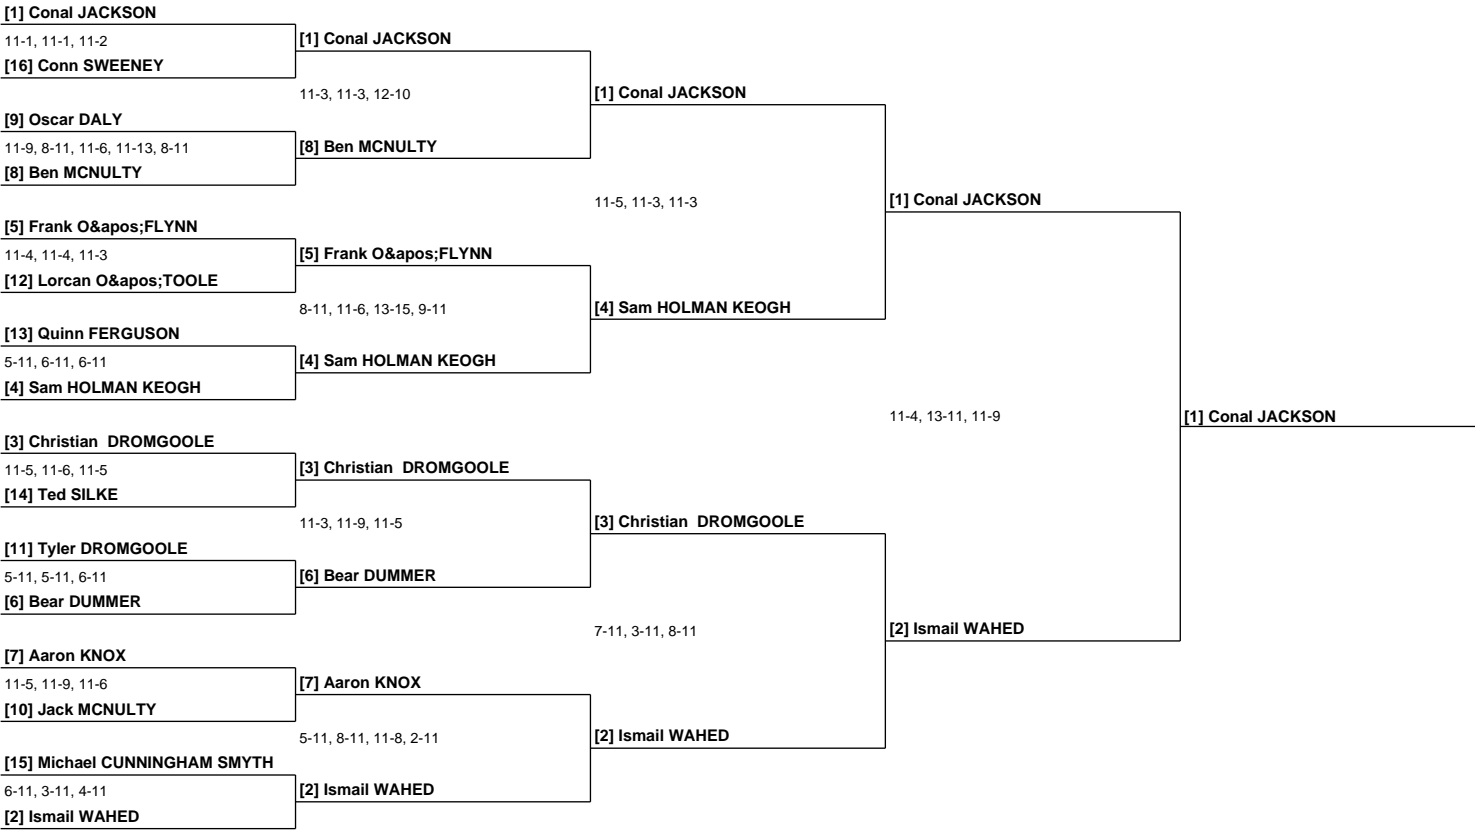 [1] Conal JACKSON
11-1, 11-1, 11-2
[16] Conn SWEENEY
[9] Oscar DALY
11-9, 8-11, 11-6, 11-13, 8-11
[8] Ben MCNULTY
[5] Frank O&apos;FLYNN
11-4, 11-4, 11-3
[12] Lorcan O&apos;TOOLE
[13] Quinn FERGUSON
5-11, 6-11, 6-11
[4] Sam HOLMAN KEOGH
[3] Christian  DROMGOOLE
11-5, 11-6, 11-5
[14] Ted SILKE
[11] Tyler DROMGOOLE
5-11, 5-11, 6-11
[6] Bear DUMMER
[7] Aaron KNOX
11-5, 11-9, 11-6
[10] Jack MCNULTY
[15] Michael CUNNINGHAM SMYTH
6-11, 3-11, 4-11
[2] Ismail WAHED
[1] Conal JACKSON
11-3, 11-3, 12-10
[8] Ben MCNULTY
[5] Frank O&apos;FLYNN
8-11, 11-6, 13-15, 9-11
[4] Sam HOLMAN KEOGH
[3] Christian  DROMGOOLE
11-3, 11-9, 11-5
[6] Bear DUMMER
[7] Aaron KNOX
5-11, 8-11, 11-8, 2-11
[2] Ismail WAHED
[1] Conal JACKSON
11-5, 11-3, 11-3
[4] Sam HOLMAN KEOGH
[3] Christian  DROMGOOLE
7-11, 3-11, 8-11
[2] Ismail WAHED
[1] Conal JACKSON
11-4, 13-11, 11-9
[2] Ismail WAHED
[1] Conal JACKSON